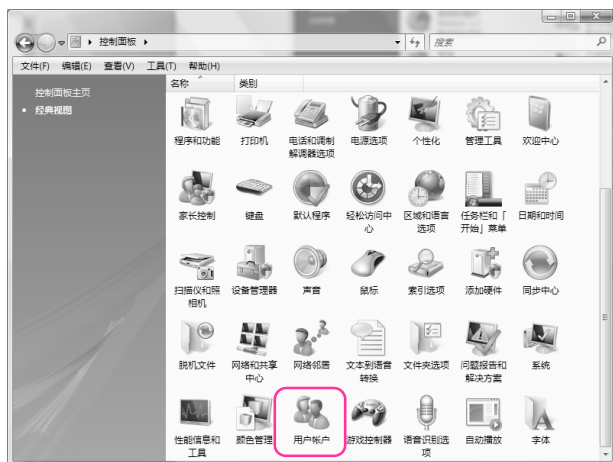 控制面板
搜索
文件(F) 编辑(E) 查看(V) 工具(T) 帮助(H)
控制面板主页
经典视图
名称 类别
程序和功能 打印机 电话和调制 电源选项 个性化 管理工具 欢迎中心
解调器选项
家长控制 键盘 默认程序 轻松访问中 区域和语言 任务栏和「 日期和时间
心 选项 开始」菜单
扫描仪和照 设备管理器 声音 鼠标 索引选项 添加硬件 同步中心
相机
脱机文件 网络和共享 网络邻居 文本到语音 文件夹选项 问题报告和 系统
中心 转换 解决方案
性能信息和 颜色管理 用户帐户 游戏控制器 语音识别选 自动播放 字体
工具 项